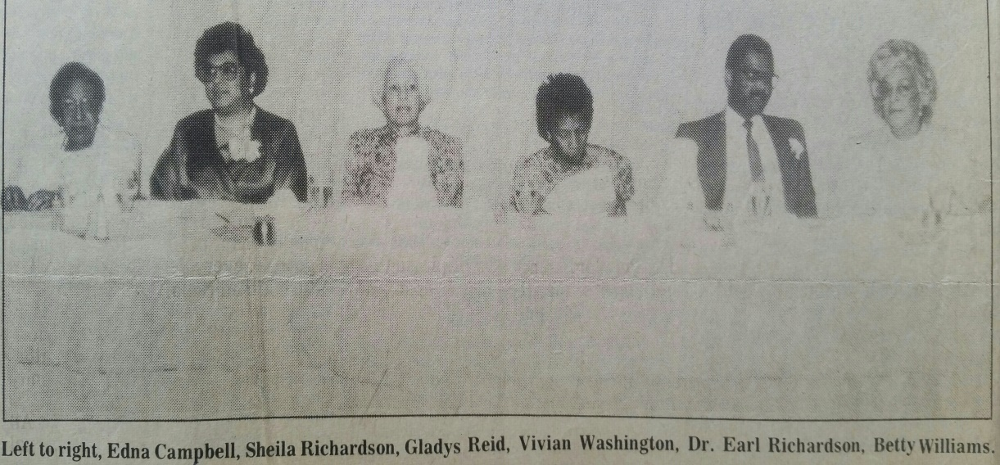 Left to right, Edna Campbell, Sheila Richardson, Gladys Reid, Vivian Washington, Dr. Earl Richardson, Betty Williams.